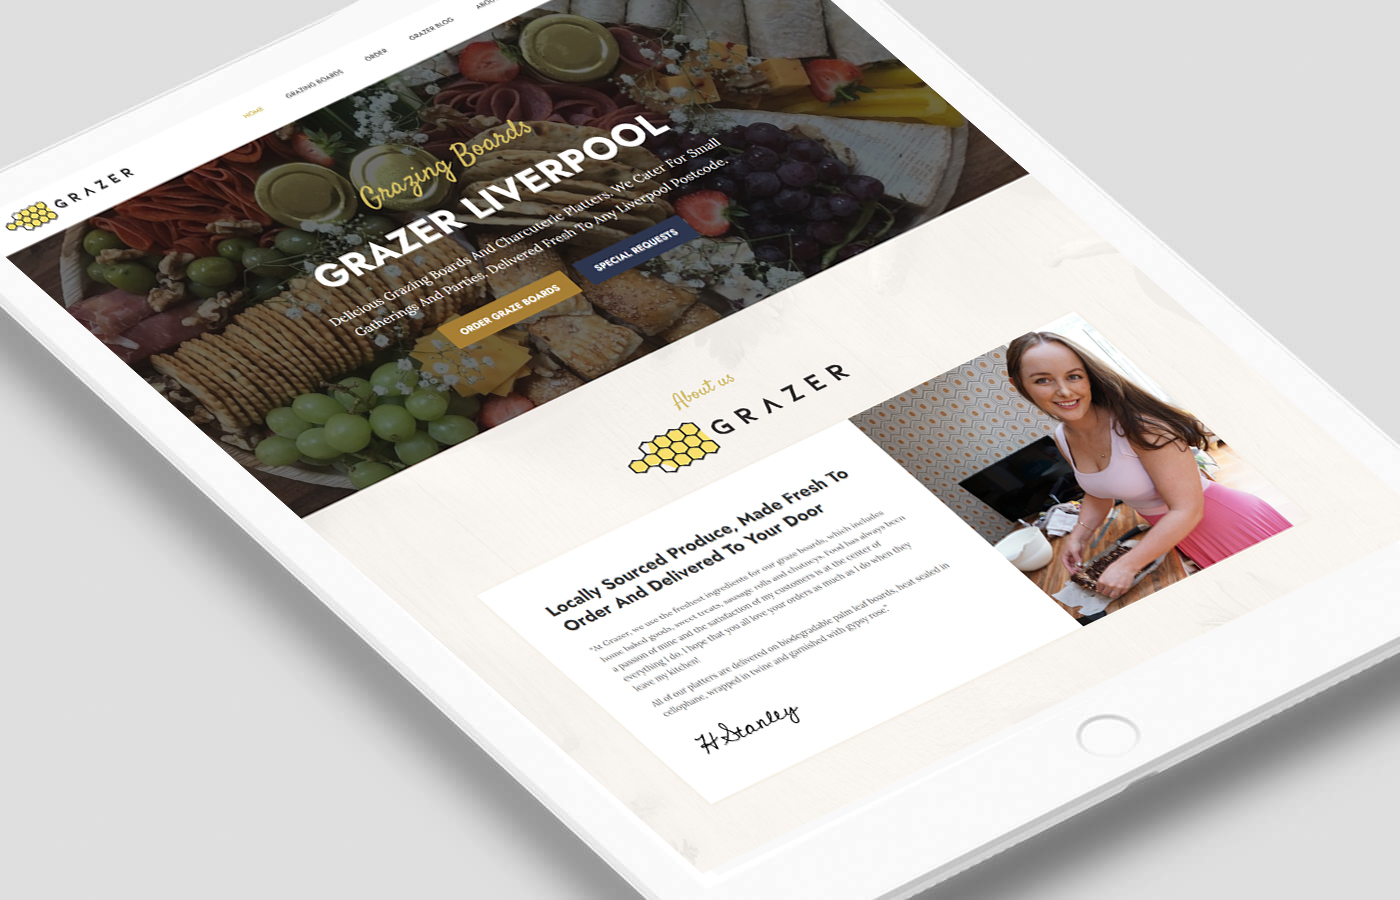 GRAZER
HOME
GRAZING BOARDS
ORDER
GRAZER BLOG
Grazing Boards
GRAZER LIVERPOOL
Delicious Grazing Boards And Charcuterie Platters. We Cater For Small
Gatherings And Parties. Delivered Fresh To Any Liverpool Postcode.
ORDER GRAZE BOARDS
SPECIAL REQUESTS
About us
GRAZER
Locally Sourced Produce, Made Fresh To
Order And Delivered To Your Door
"At Grazer, we use the freshest ingredients for our graze boards, which includes
home baked goods, sweet treats, sausage rolls and chutneys. Food has always been
a passion of mine and the satisfaction of my customers is at the center of
everything I do. I hope that you all love your orders as much as I do when they
leave my kitchen!
All of our platters are delivered on biodegradable palm leaf boards, heat sealed in
cellophane, wrapped in twine and garnished with gypsy rose."
H Stanley